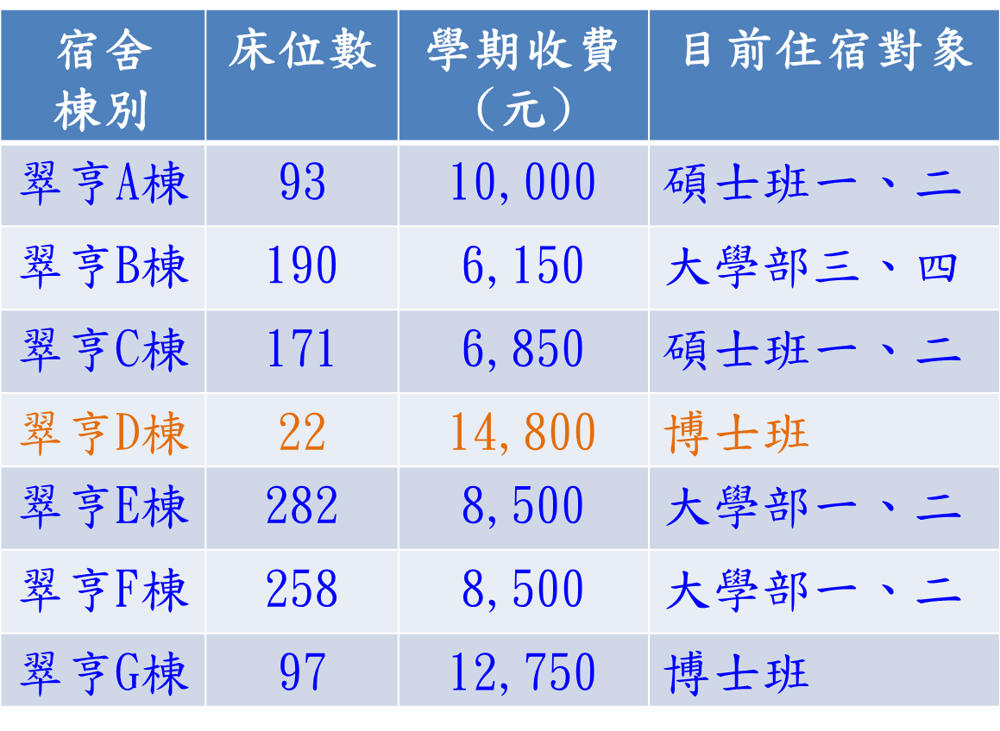 宿舍
棟別 床位數 學期收費
(元) 目前住宿對象
翠亨A棟 93 10,000 碩士班一、二
翠亨B棟 190 6,150 大學部三、四
翠亨C棟 171 6,850 碩士班一、二
翠亨D棟 22 14,800 博士班
翠亨E棟 282 8,500 大學部一、二
翠亨F棟 258 8,500 大學部一、二
翠亨G棟 97 12,750 博士班